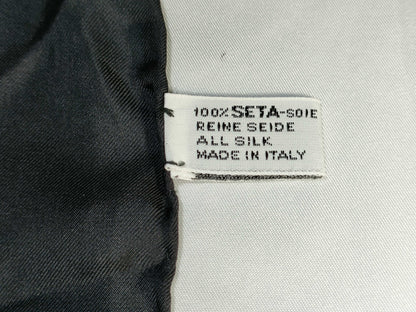 100% SETA-SOIE
REINE SEIDE
ALL SILK
MADE IN ITALY